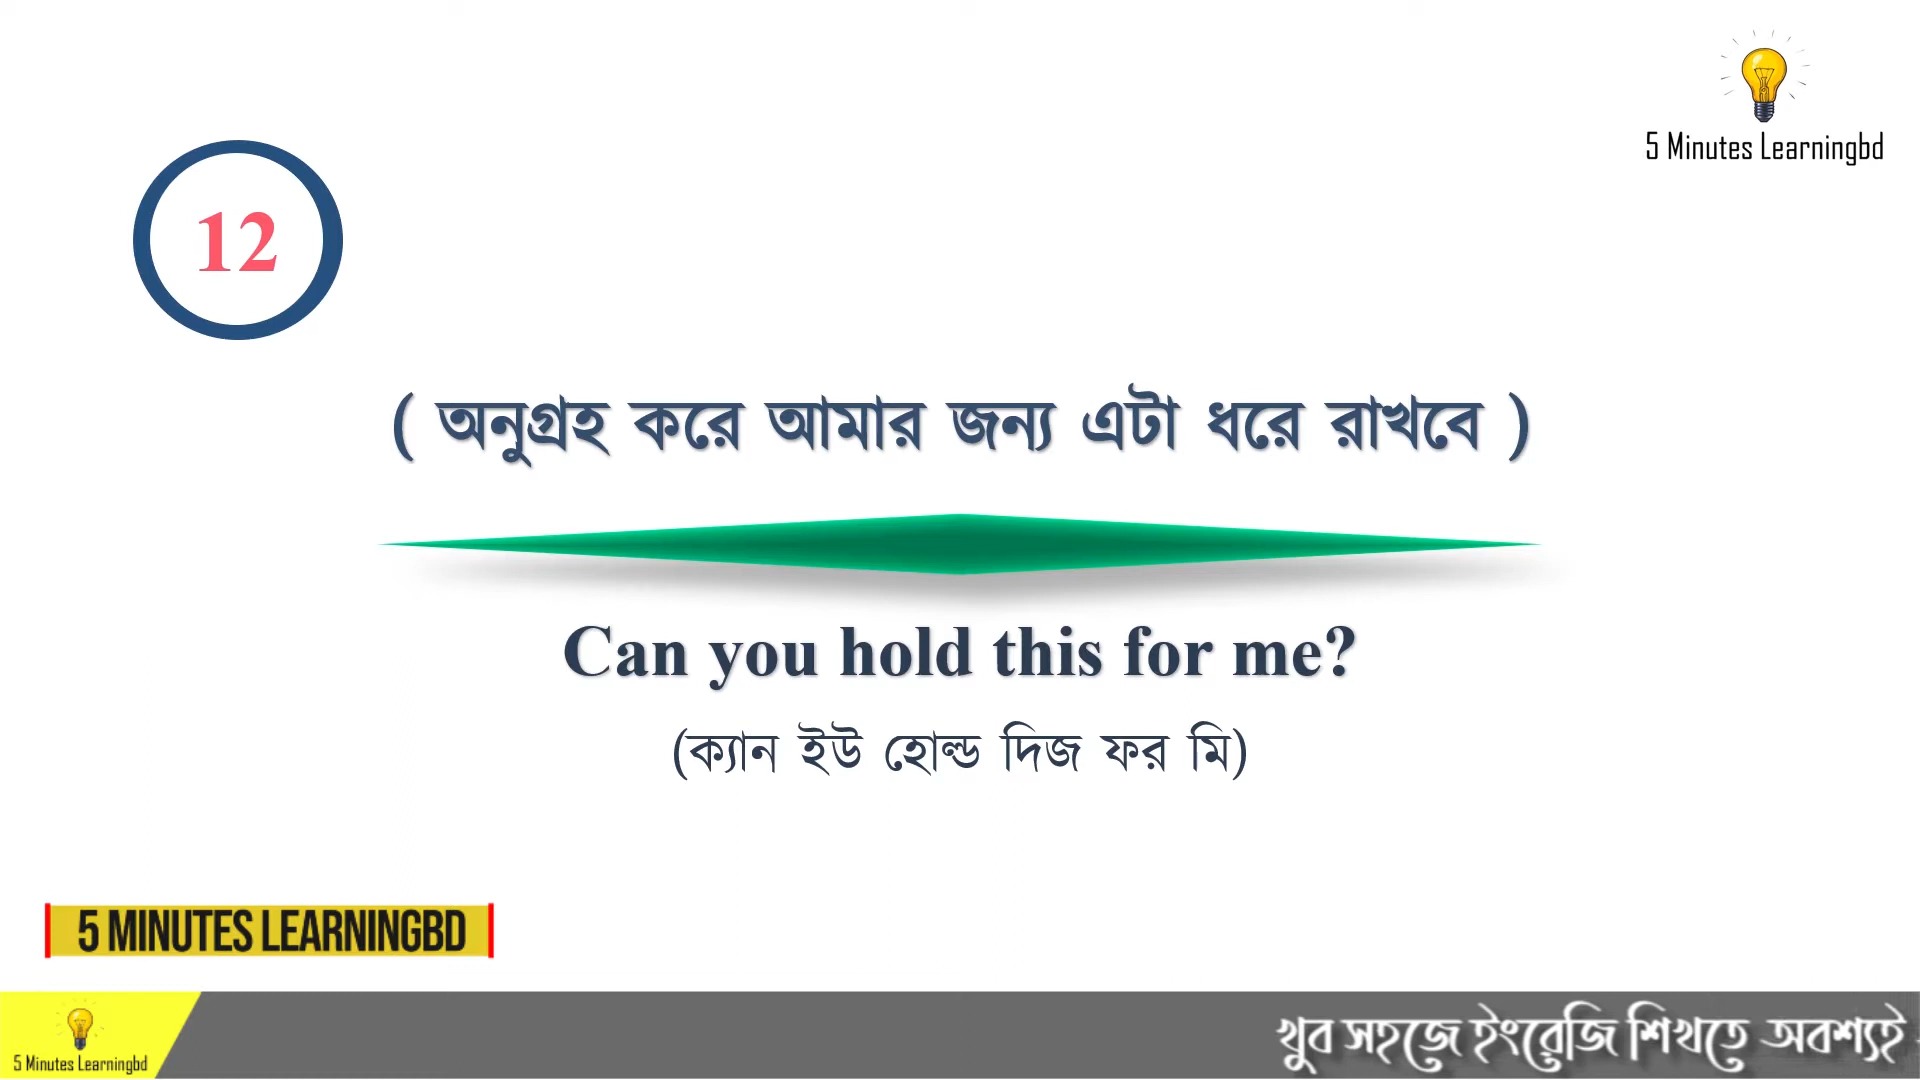 5 Minutes Learningbd
12
( অনুগ্রহ করে আমার জন্য এটা ধরে রাখবে )
Can you hold this for me?
(ক্যান ইউ হোল্ড দিজ ফর মি)
5 MINUTES LEARNINGBD
5 Minutes Learningbd
খুব সহজে ইংরেজি শিখতে অবশ্যই